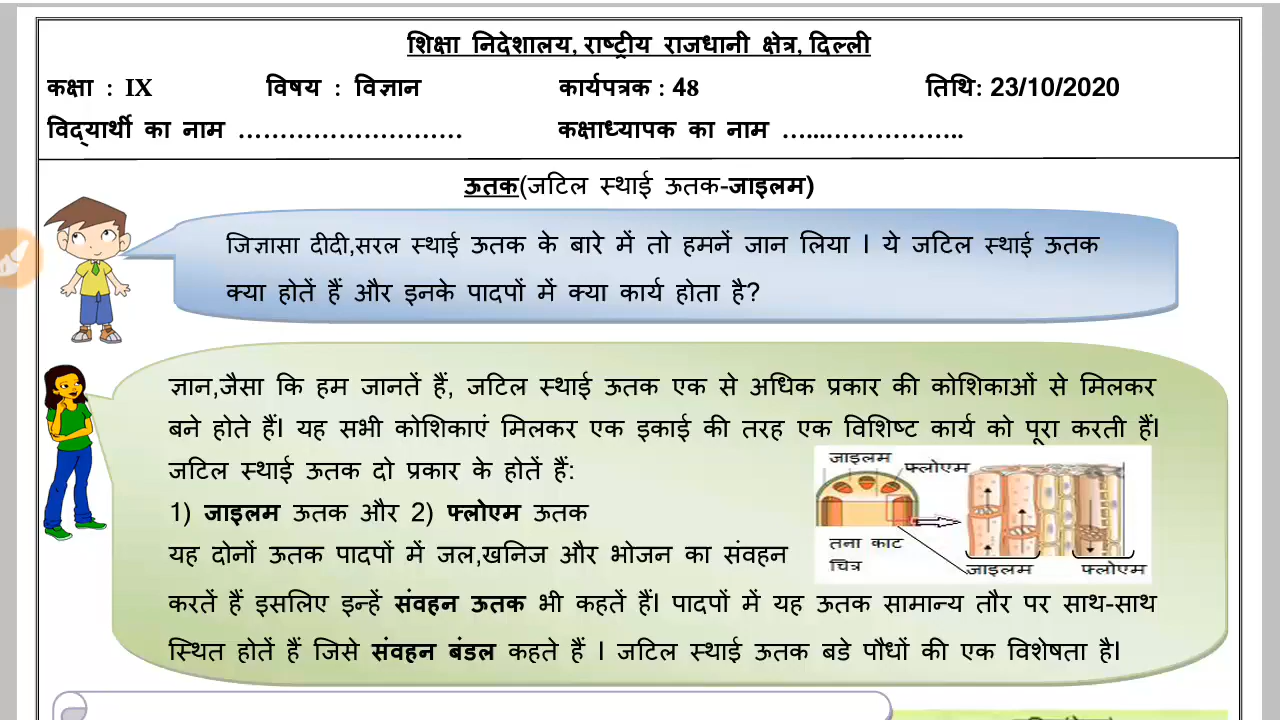 शिक्षा निदेशालय, राष्ट्रीय राजधानी क्षेत्र, दिल्ली
कक्षा : IX विषय : विज्ञान कार्यपत्रक : 48 तिथि: 23/10/2020
विद्यार्थी का नाम ……………………… कक्षाध्यापक का नाम …...……………..
ऊतक(जटिल स्थाई ऊतक-जाइलम)
जिज्ञासा दीदी,सरल स्थाई ऊतक के बारे में तो हमनें जान लिया । ये जटिल स्थाई ऊतक
क्या होतें हैं और इनके पादपों में क्या कार्य होता है?
ज्ञान,जैसा कि हम जानतें हैं, जटिल स्थाई ऊतक एक से अधिक प्रकार की कोशिकाओं से मिलकर
बने होते हैं। यह सभी कोशिकाएं मिलकर एक इकाई की तरह एक विशिष्ट कार्य को पूरा करती हैं।
जटिल स्थाई ऊतक दो प्रकार के होतें हैं:
1) जाइलम ऊतक और 2) फ्लोएम ऊतक
यह दोनों ऊतक पादपों में जल,खनिज और भोजन का संवहन
जाइलम
फ्लोएम
तना काट
चित्र
जाइलम फ्लोएम
करतें हैं इसलिए इन्हें संवहन ऊतक भी कहतें हैं। पादपों में यह ऊतक सामान्य तौर पर साथ-साथ
स्थित होतें हैं जिसे संवहन बंडल कहते हैं । जटिल स्थाई ऊतक बडे पौधों की एक विशेषता है।